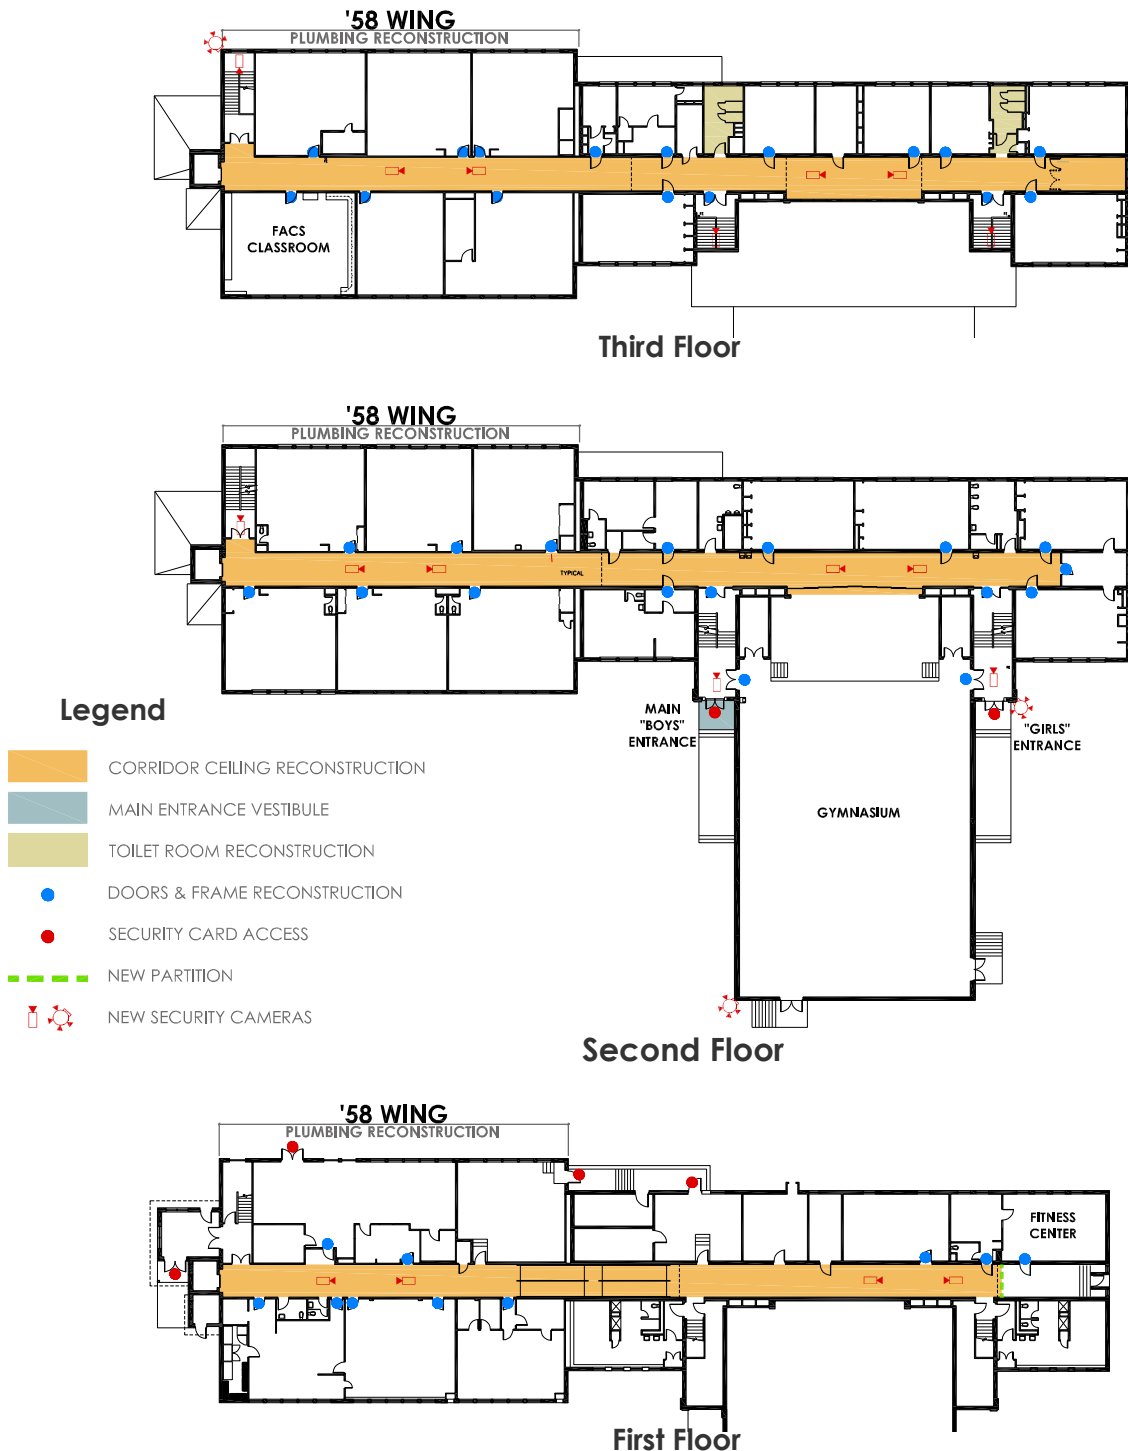 '58 WING
PLUMBING RECONSTRUCTION
FACS
CLASSROOM
Third Floor
'58 WING
PLUMBING RECONSTRUCTION
TYPICAL
Legend
MAIN
"BOYS"
ENTRANCE
"GIRLS"
ENTRANCE
CORRIDOR CEILING RECONSTRUCTION
MAIN ENTRANCE VESTIBULE
GYMNASIUM
TOILET ROOM RECONSTRUCTION
DOORS & FRAME RECONSTRUCTION
SECURITY CARD ACCESS
NEW PARTITION
NEW SECURITY CAMERAS
Second Floor
'58 WING
PLUMBING RECONSTRUCTION
FITNESS
CENTER
First Floor